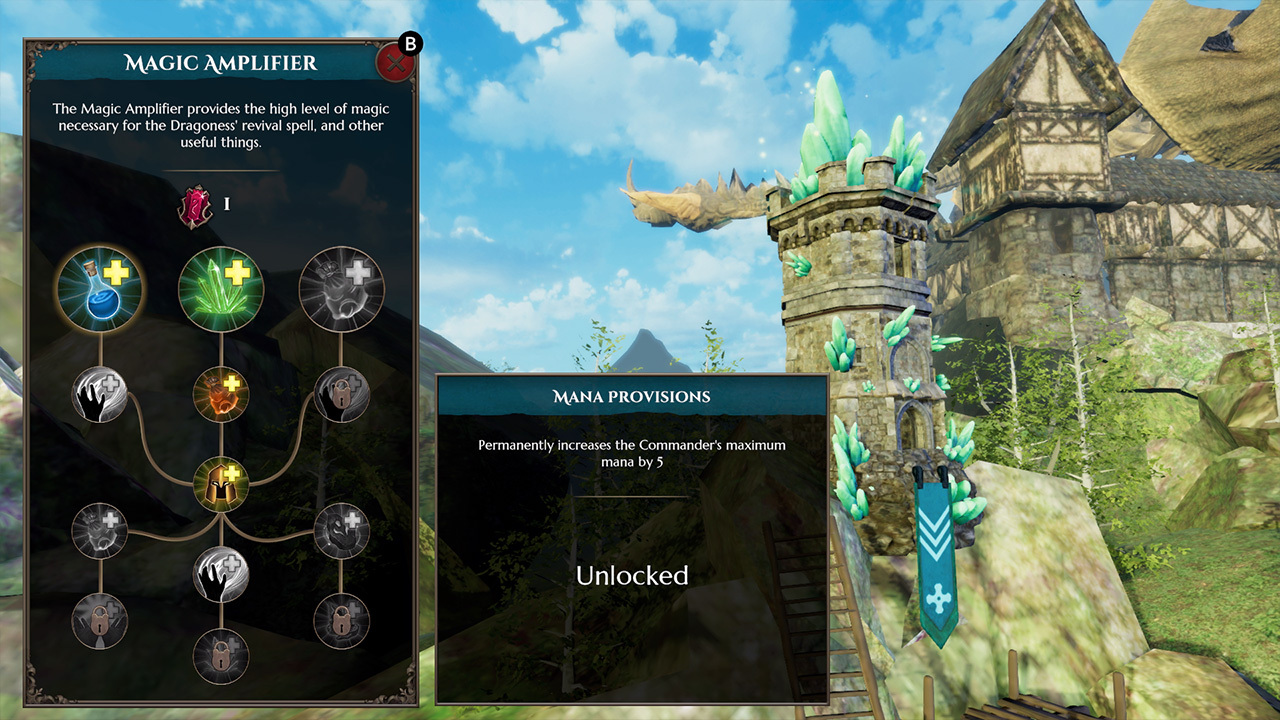 B
Magic Amplifier
The Magic Amplifier provides the high level of magic
necessary for the Dragoness' revival spell, and other
useful things.
I
Mana Provisions
Permanently increases the Commander's maximum
mana by 5
Unlocked